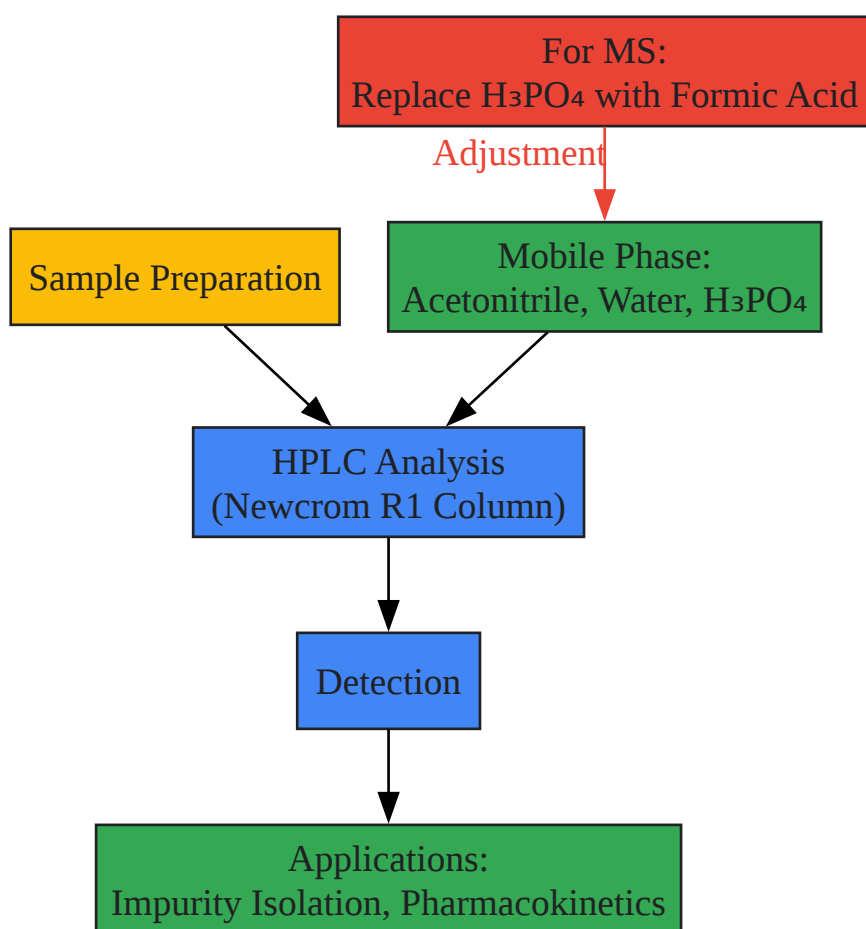 For MS:
Replace H₃PO₄ with Formic Acid
Adjustment
Sample Preparation
Mobile Phase:
Acetonitrile, Water, H₃PO₄
HPLC Analysis
(Newcrom R1 Column)
Detection
Applications:
Impurity Isolation, Pharmacokinetics